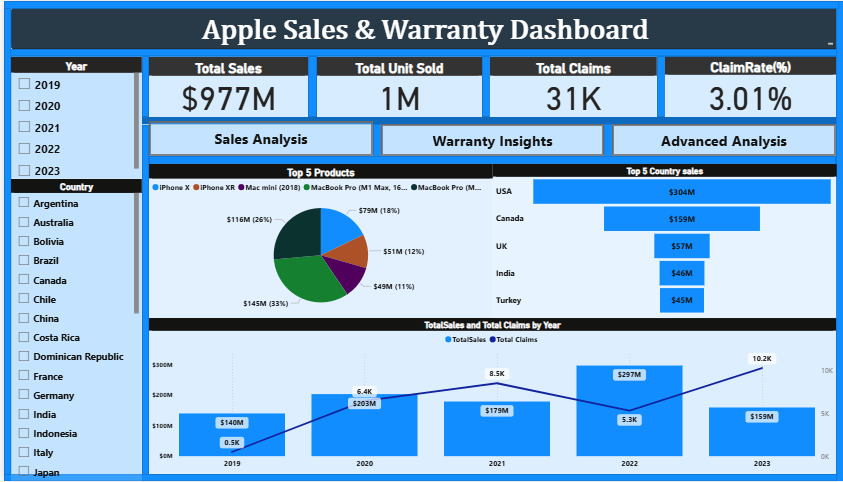 Apple Sales & Warranty Dashboard
Year
2019
2020
2021
2022
2023
Country
Argentina
Australia
Bolivia
Brazil
Canada
Chile
China
Costa Rica
Dominican Republic
France
Germany
India
Indonesia
Italy
Japan
Total Sales
$977M
Total Unit Sold
1M
Total Claims
31K
ClaimRate(%)
3.01%
Sales Analysis
Warranty Insights
Advanced Analysis
Top 5 Products
iPhone X iPhone XR Mac mini (2018) MacBook Pro (M1 Max, 16... MacBook Pro (M...
$79M (18%)
$116M (26%)
$51M (12%)
$49M (11%)
$145M (33%)
Top 5 Country sales
USA $304M
Canada $159M
UK $57M
India $46M
Turkey $45M
TotalSales and Total Claims by Year
TotalSales Total Claims
$300M
$200M
$100M
$0M
$140M
0.5K
6.4K
$203M
8.5K
$179M
$297M
5.3K
10.2K
$159M
10K
5K
0K
2019 2020 2021 2022 2023